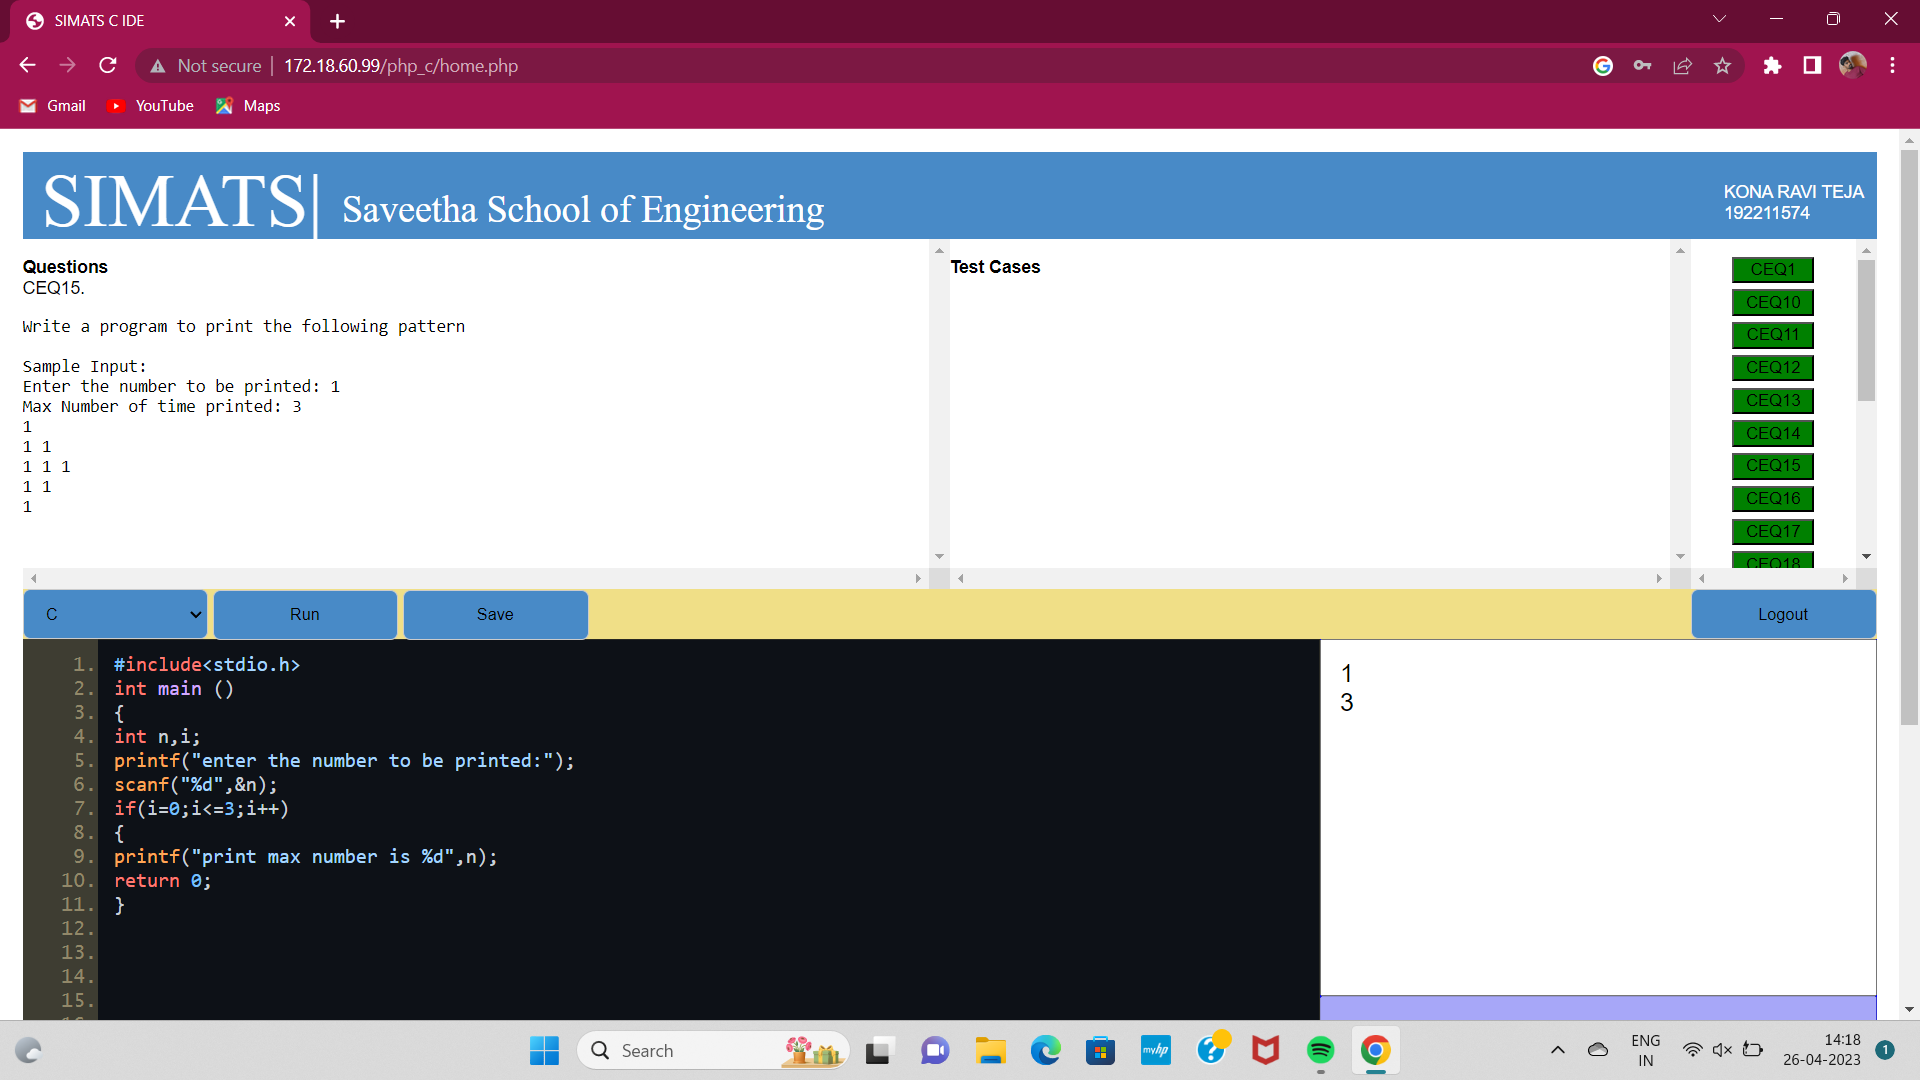 SIMATS C IDE
Not secure | 172.18.60.99/php_c/home.php
Gmail YouTube Maps
SIMATS| Saveetha School of Engineering
KONA RAVI TEJA
192211574
Questions
CEQ15.
Write a program to print the following pattern
Sample Input:
Enter the number to be printed: 1
Max Number of time printed: 3
1
1 1
1 1 1
1 1
1
Test Cases
CEQ1
CEQ10
CEQ11
CEQ12
CEQ13
CEQ14
CEQ15
CEQ16
CEQ17
CEQ18
C Run Save Logout
1. #include<stdio.h>
2. int main ()
3. {
4. int n,i;
5. printf("enter the number to be printed:");
6. scanf("%d",&n);
7. if(i=0;i<=3;i++)
8. {
9. printf("print max number is %d",n);
10. return 0;
11. }
12.
13.
14.
15.
1
3
Search
myhp
ENG
IN
14:18
26-04-2023
1